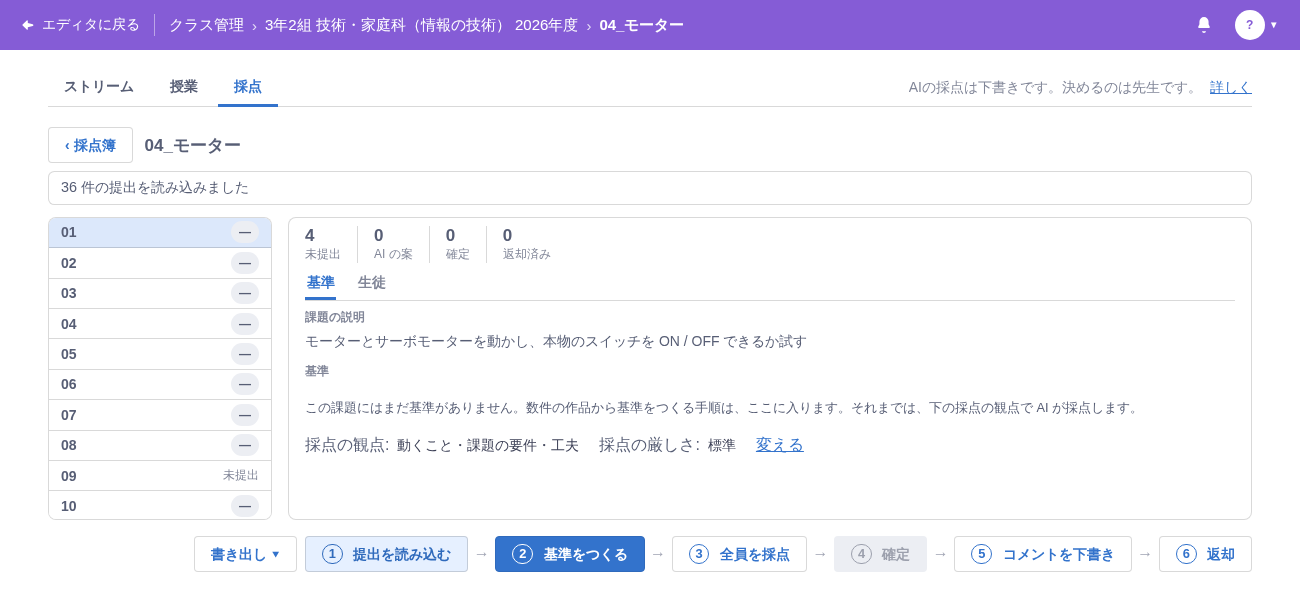 エディタに戻る クラス管理 › 3年2組 技術・家庭科（情報の技術） 2026年度 › 04_モーター ? ▾
ストリーム 授業 採点 AIの採点は下書きです。決めるのは先生です。 詳しく
‹ 採点簿 04_モーター
36 件の提出を読み込みました
01 —
02 —
03 —
04 —
05 —
06 —
07 —
08 —
09 未提出
10 —
4 0 0 0
未提出 AI の案 確定 返却済み
基準 生徒
課題の説明
モーターとサーボモーターを動かし、本物のスイッチを ON / OFF できるか試す
基準
この課題にはまだ基準がありません。数件の作品から基準をつくる手順は、ここに入ります。それまでは、下の採点の観点で AI が採点します。
採点の観点: 動くこと・課題の要件・工夫 採点の厳しさ: 標準 変える
書き出し ▾ 1 提出を読み込む → 2 基準をつくる → 3 全員を採点 → 4 確定 → 5 コメントを下書き → 6 返却